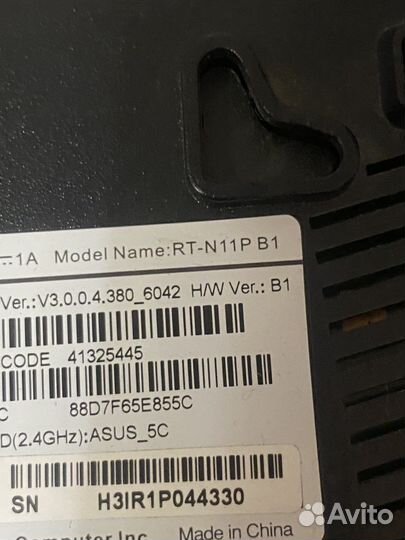 ⎓1A Model Name:RT-N11P B1
Ver.:V3.0.0.4.380_6042 H/W Ver.: B1
CODE 41325445
C 88D7F65E855C
D(2.4GHz):ASUS_5C
SN H3IR1P044330
Computer Inc. Made in China
Avito